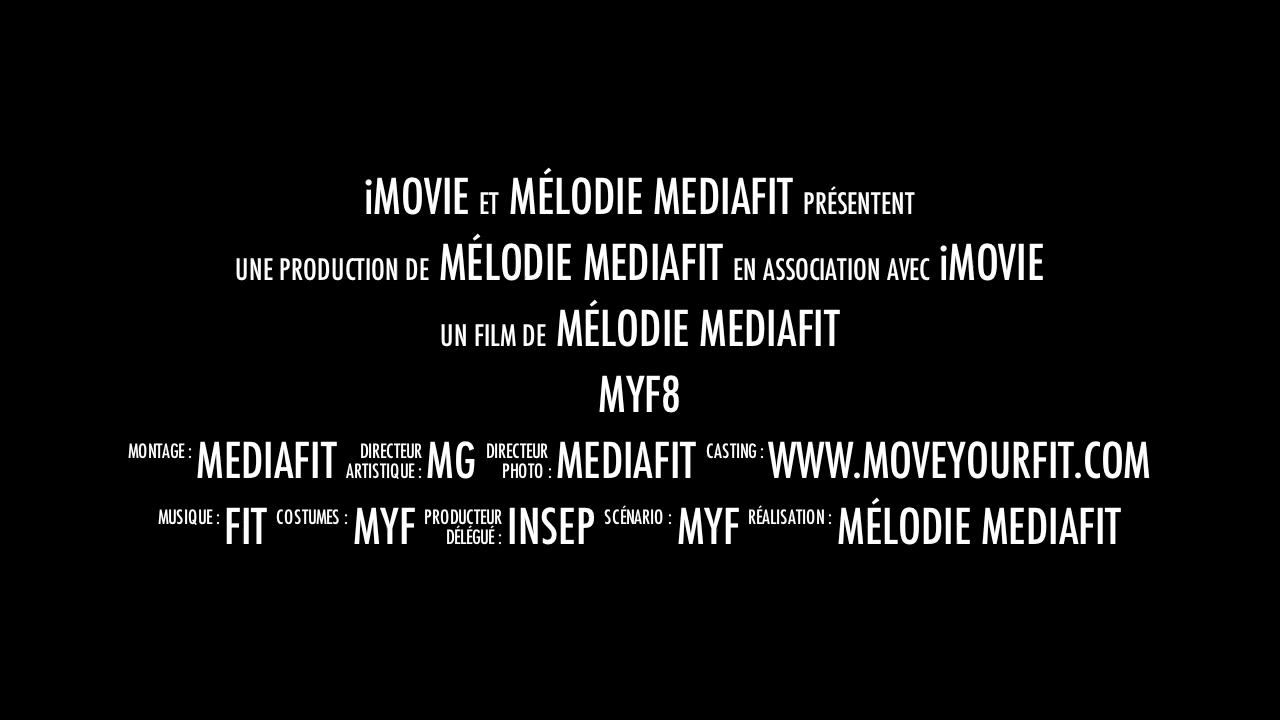 iMOVIE ET MÉLODIE MEDIAFIT PRÉSENTENT
UNE PRODUCTION DE MÉLODIE MEDIAFIT EN ASSOCIATION AVEC iMOVIE
UN FILM DE MÉLODIE MEDIAFIT
MYF8
MONTAGE : MEDIAFIT DIRECTEUR ARTISTIQUE : MG DIRECTEUR PHOTO : MEDIAFIT CASTING : WWW.MOVEYOURFIT.COM
MUSIQUE : FIT COSTUMES : MYF PRODUCTEUR DÉLÉGUÉ : INSEP SCÉNARIO : MYF RÉALISATION : MÉLODIE MEDIAFIT